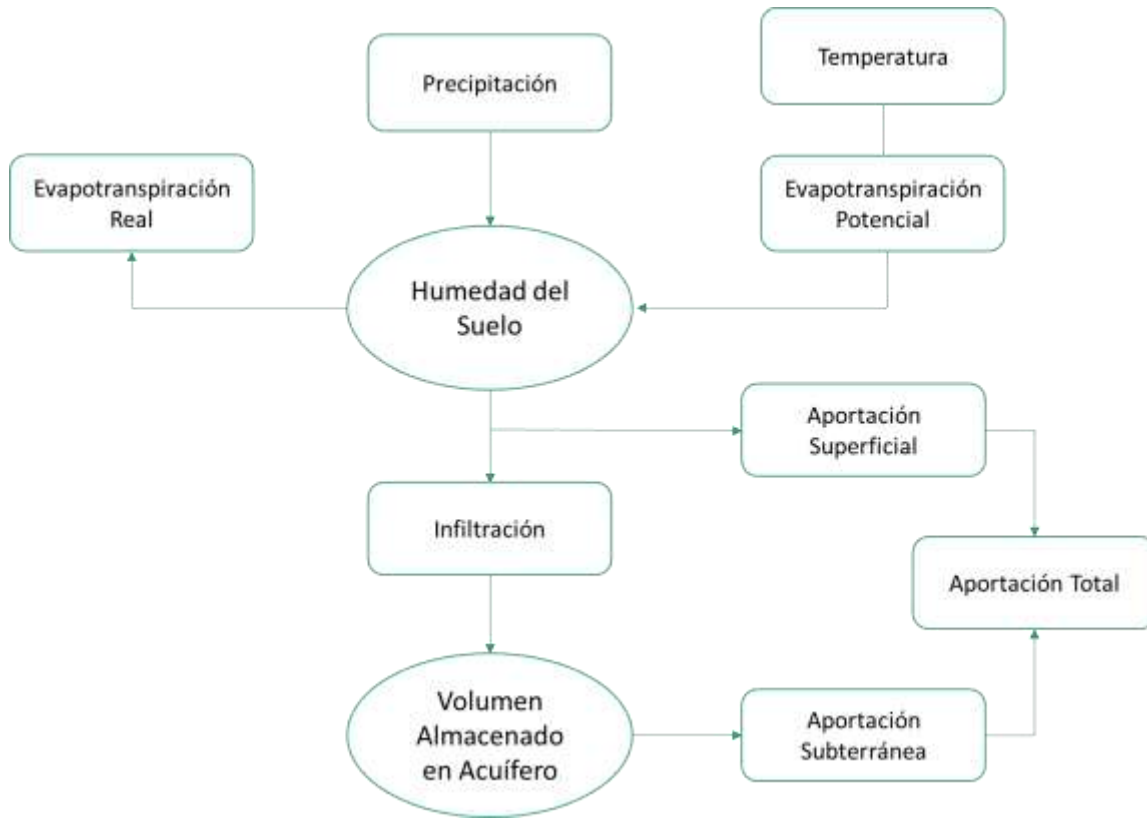 Temperatura
Precipitación
Evapotranspiración
Real
Evapotranspiración
Potencial
Humedad del
Suelo
Aportación
Superficial
Infiltración
Aportación Total
Volumen
Almacenado
en Acuífero
Aportación
Subterránea